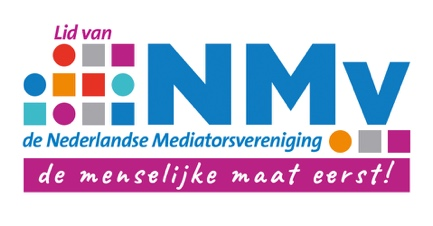 Lid van
NMv
de Nederlandse Mediatorsvereniging
de menselijke maat eerst!